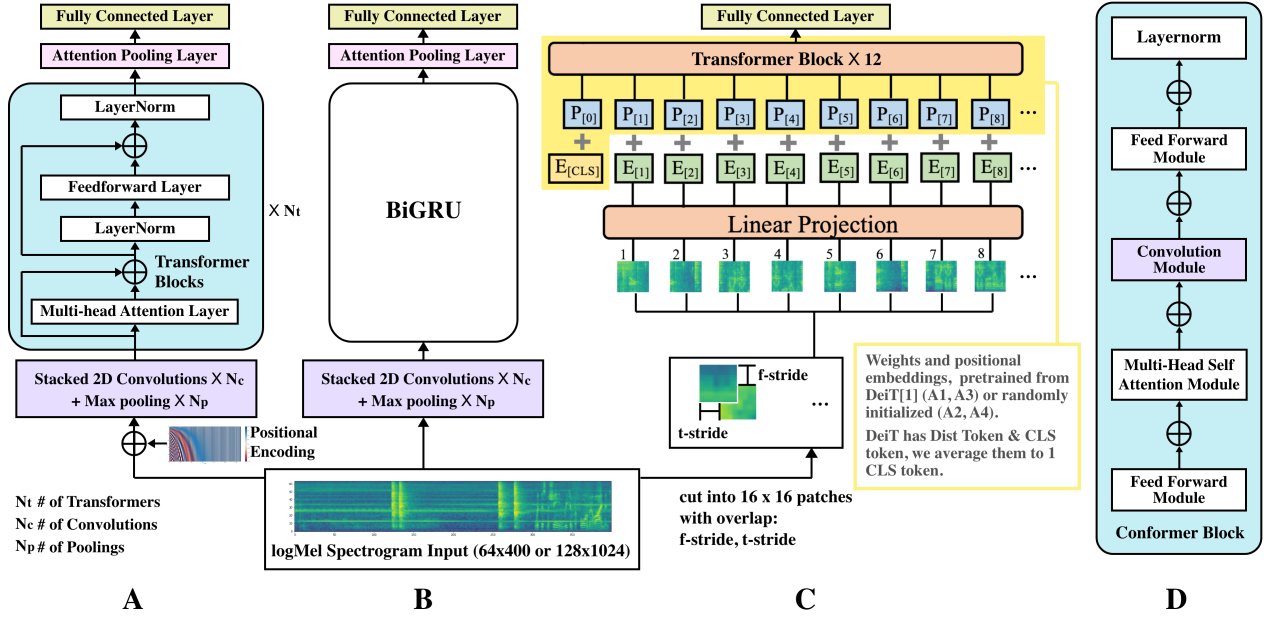 Fully Connected Layer
Attention Pooling Layer
LayerNorm
Feedforward Layer
LayerNorm
Transformer
Blocks
Multi-head Attention Layer
X Nt
Stacked 2D Convolutions X Nc
+ Max pooling X Np
Positional
Encoding
Nt # of Transformers
Nc # of Convolutions
Np # of Poolings
A
Fully Connected Layer
Attention Pooling Layer
BiGRU
Stacked 2D Convolutions X Nc
+ Max pooling X Np
logMel Spectrogram Input (64x400 or 128x1024)
B
Fully Connected Layer
Transformer Block X 12
P[0] P[1] P[2] P[3] P[4] P[5] P[6] P[7] P[8] ...
+ + + + + + + + +
E[CLS] E[1] E[2] E[3] E[4] E[5] E[6] E[7] E[8] ...
Linear Projection
1 2 3 4 5 6 7 8
...
f-stride
t-stride
...
cut into 16 x 16 patches
with overlap:
f-stride, t-stride
Weights and positional
embeddings, pretrained from
DeiT[1] (A1, A3) or randomly
initialized (A2, A4).
DeiT has Dist Token & CLS
token, we average them to 1
CLS token.
C
Layernorm
Feed Forward
Module
Convolution
Module
Multi-Head Self
Attention Module
Feed Forward
Module
Conformer Block
D